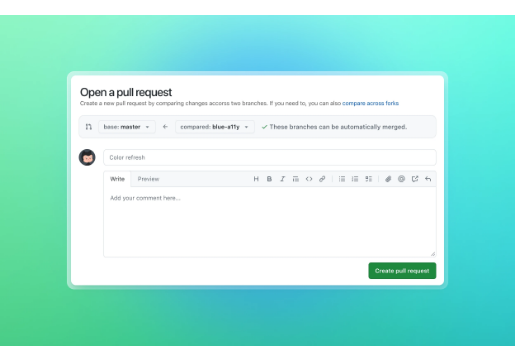 Open a pull request
Create a new pull request by comparing changes accorss two branches. If you need to, you can also compare across forks
base: master ← compared: blue-a11y ✓ These branches can be automatically merged.
Color refresh
Write Preview
Add your comment here...
Create pull request